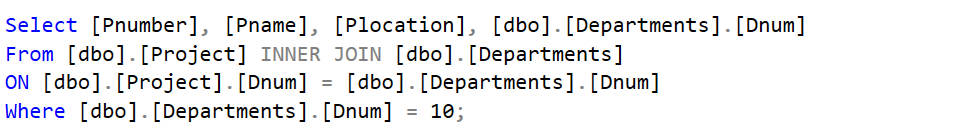 Select [Pnumber], [Pname], [Plocation], [dbo].[Departments].[Dnum]
From [dbo].[Project] INNER JOIN [dbo].[Departments]
ON [dbo].[Project].[Dnum] = [dbo].[Departments].[Dnum]
Where [dbo].[Departments].[Dnum] = 10;